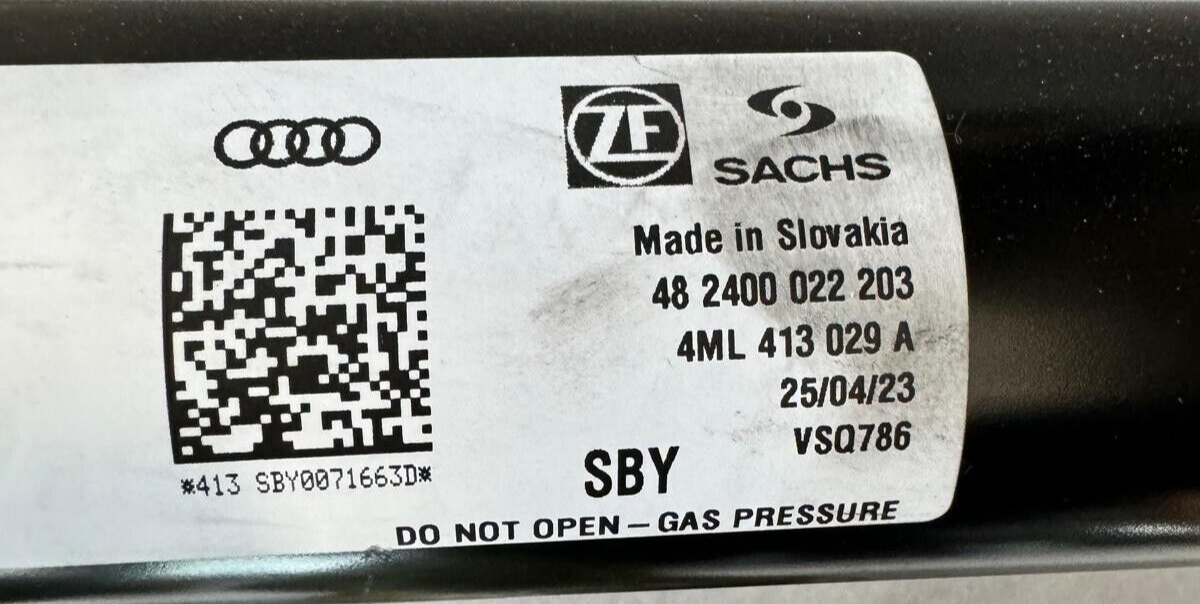 ZF
SACHS
Made in Slovakia
48 2400 022 203
4ML 413 029 A
25/04/23
VSQ786
*413 SBY0071663D*
SBY
DO NOT OPEN – GAS PRESSURE